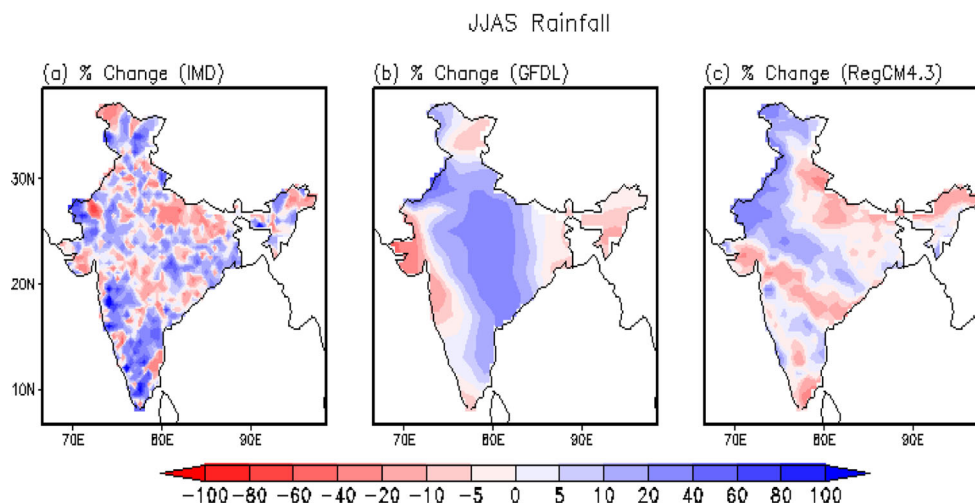 JJAS Rainfall
(a) % Change (IMD)
(b) % Change (GFDL)
(c) % Change (RegCM4.3)
30N
20N
10N
70E 80E 90E
70E 80E 90E
70E 80E 90E
-100 -80 -60 -40 -20 -10 -5 0 5 10 20 40 60 80 100